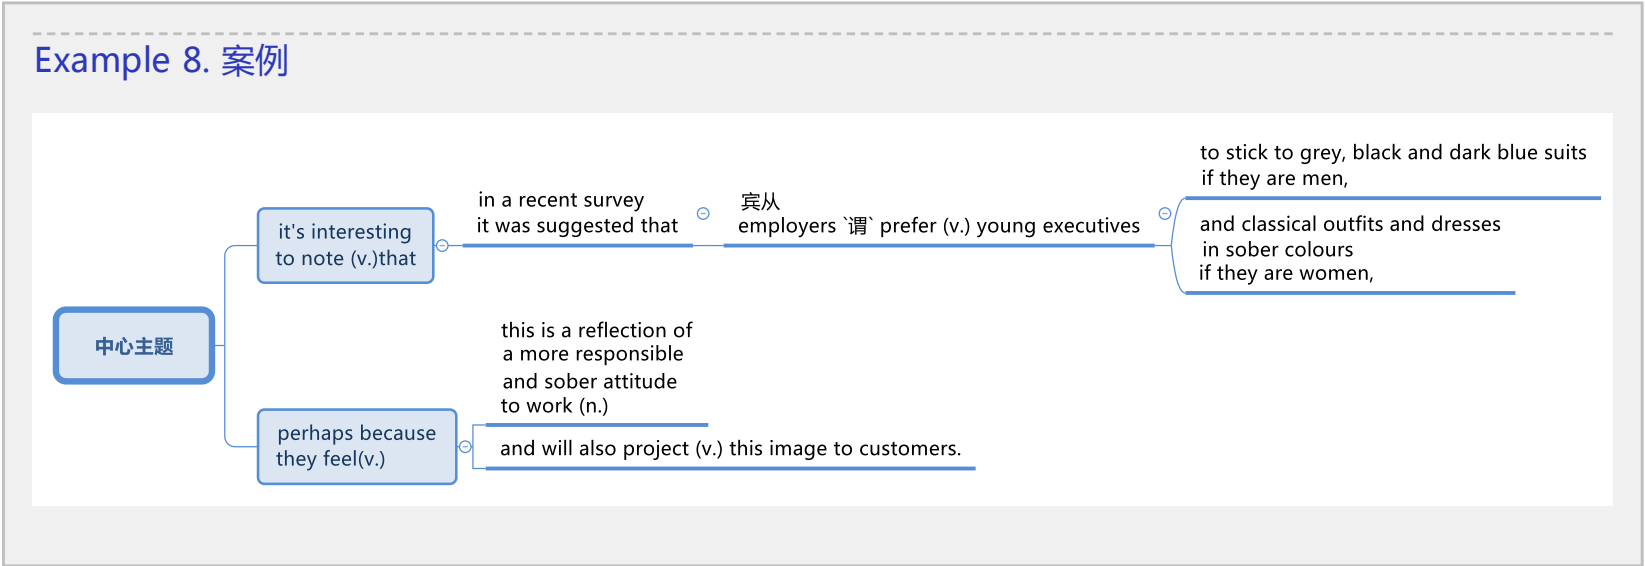 Example 8. 案例
it's interesting
to note (v.)that
in a recent survey
it was suggested that
宾从
employers `谓` prefer (v.) young executives
to stick to grey, black and dark blue suits
if they are men,
and classical outfits and dresses
in sober colours
if they are women,
中心主题
this is a reflection of
a more responsible
and sober attitude
to work (n.)
perhaps because
they feel(v.)
and will also project (v.) this image to customers.